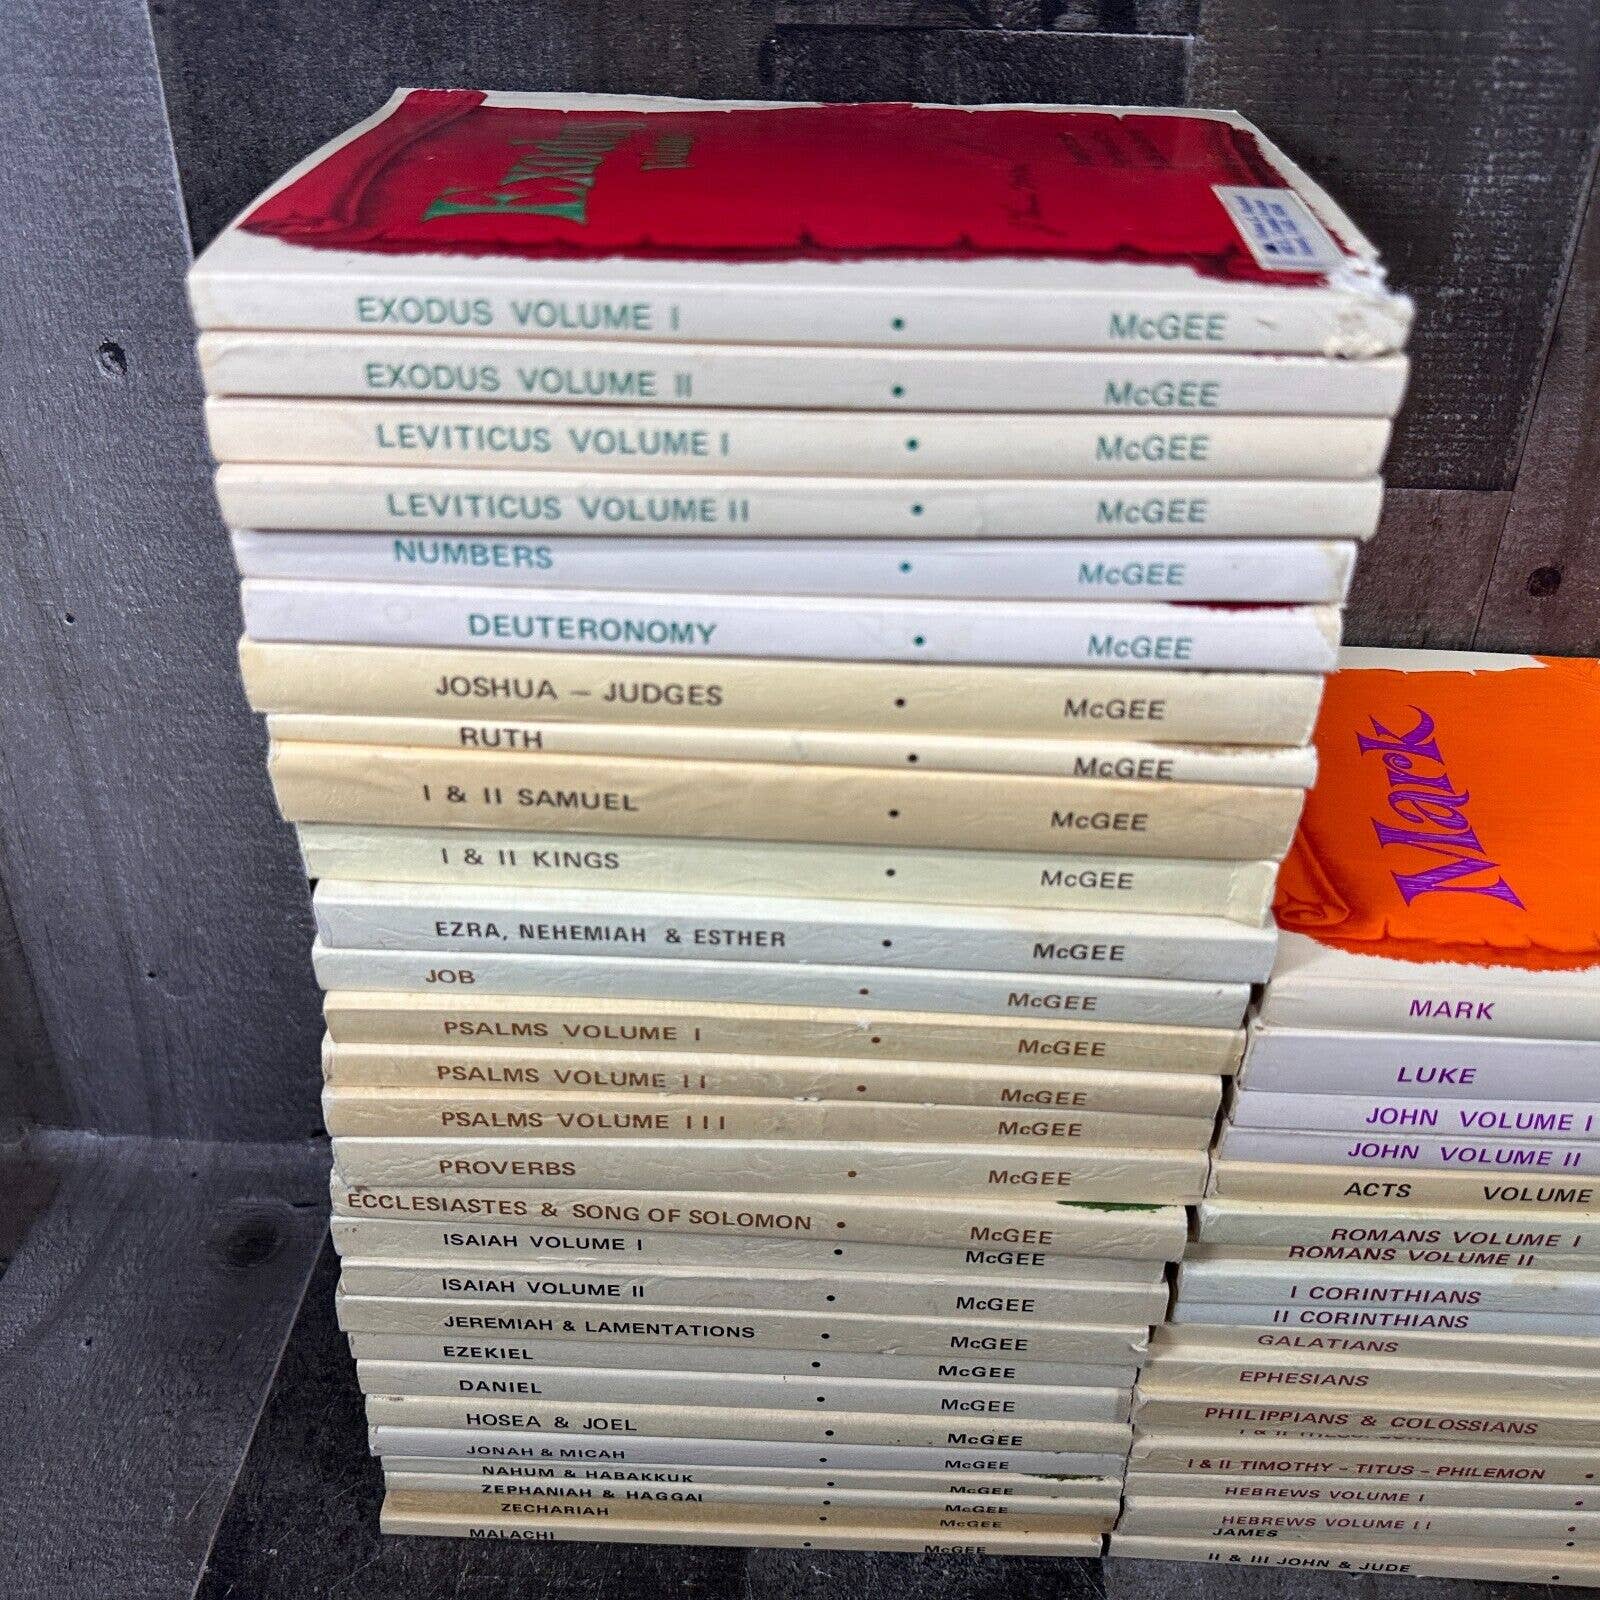 Exodus
EXODUS VOLUME I • McGEE
EXODUS VOLUME II • McGEE
LEVITICUS VOLUME I • McGEE
LEVITICUS VOLUME II • McGEE
NUMBERS • McGEE
DEUTERONOMY • McGEE
JOSHUA – JUDGES • McGEE
RUTH • McGEE
I & II SAMUEL • McGEE
I & II KINGS • McGEE
EZRA, NEHEMIAH & ESTHER • McGEE
JOB • McGEE
PSALMS VOLUME I • McGEE
PSALMS VOLUME II • McGEE
PSALMS VOLUME III McGEE
PROVERBS • McGEE
ECCLESIASTES & SONG OF SOLOMON • McGEE
ISAIAH VOLUME I • McGEE
ISAIAH VOLUME II • McGEE
JEREMIAH & LAMENTATIONS • McGEE
EZEKIEL • McGEE
DANIEL • McGEE
HOSEA & JOEL • McGEE
JONAH & MICAH • McGEE
NAHUM & HABAKKUK • McGEE
ZEPHANIAH & HAGGAI • McGEE
ZECHARIAH • McGEE
MALACHI • McGEE
Mark
MARK
LUKE
JOHN VOLUME I
JOHN VOLUME II
ACTS VOLUME
ROMANS VOLUME I
ROMANS VOLUME II
I CORINTHIANS
II CORINTHIANS
GALATIANS
EPHESIANS
PHILIPPIANS & COLOSSIANS
I & II TIMOTHY – TITUS – PHILEMON •
HEBREWS VOLUME I •
HEBREWS VOLUME II •
JAMES •
II & III JOHN & JUDE •